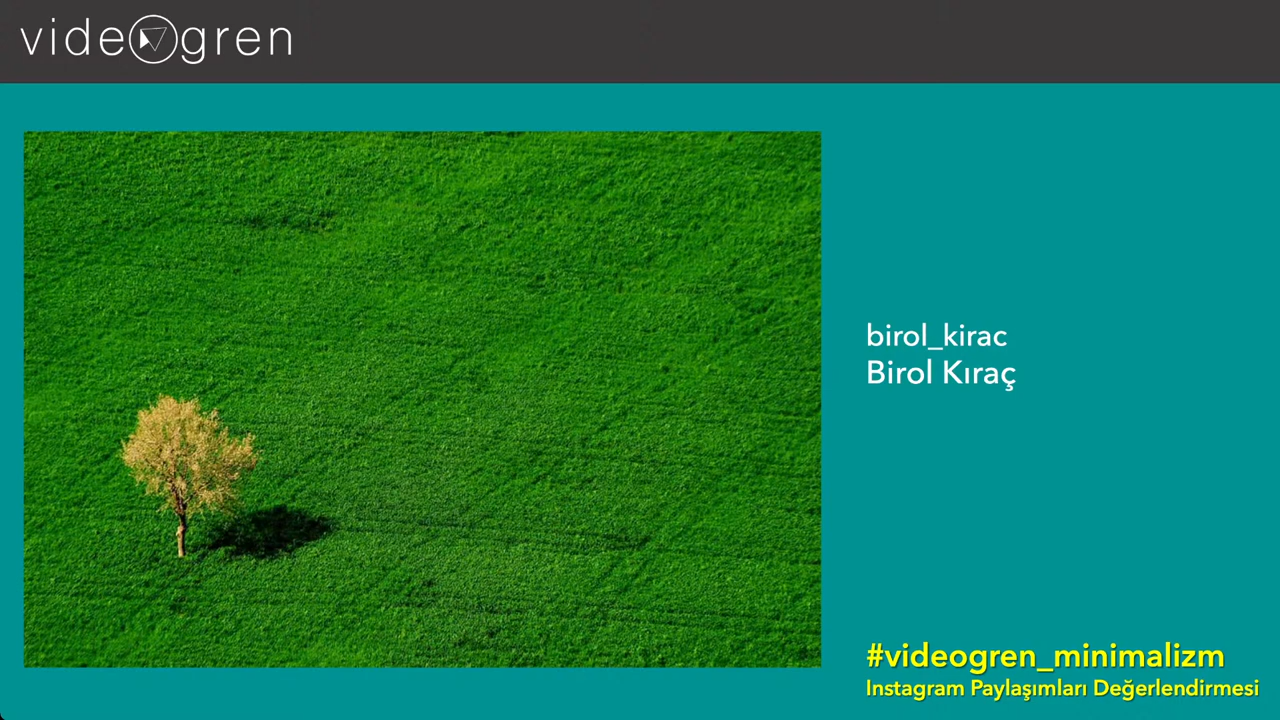 videogren
birol_kirac
Birol Kıraç
#videogren_minimalizm
Instagram Paylaşımları Değerlendirmesi